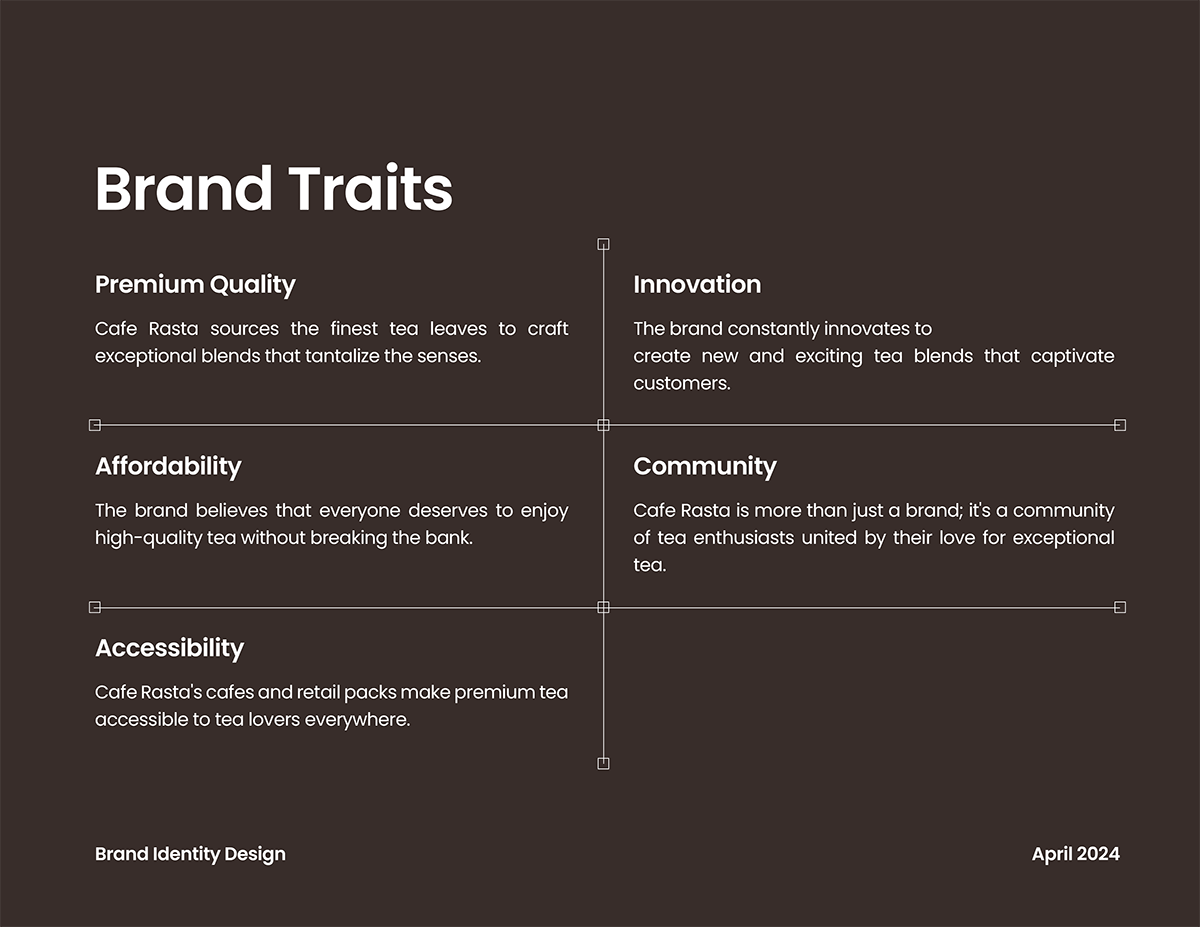 Brand Traits
Premium Quality
Cafe Rasta sources the finest tea leaves to craft
exceptional blends that tantalize the senses.
Innovation
The brand constantly innovates to
create new and exciting tea blends that captivate
customers.
Affordability
The brand believes that everyone deserves to enjoy
high-quality tea without breaking the bank.
Community
Cafe Rasta is more than just a brand; it's a community
of tea enthusiasts united by their love for exceptional
tea.
Accessibility
Cafe Rasta's cafes and retail packs make premium tea
accessible to tea lovers everywhere.
Brand Identity Design
April 2024